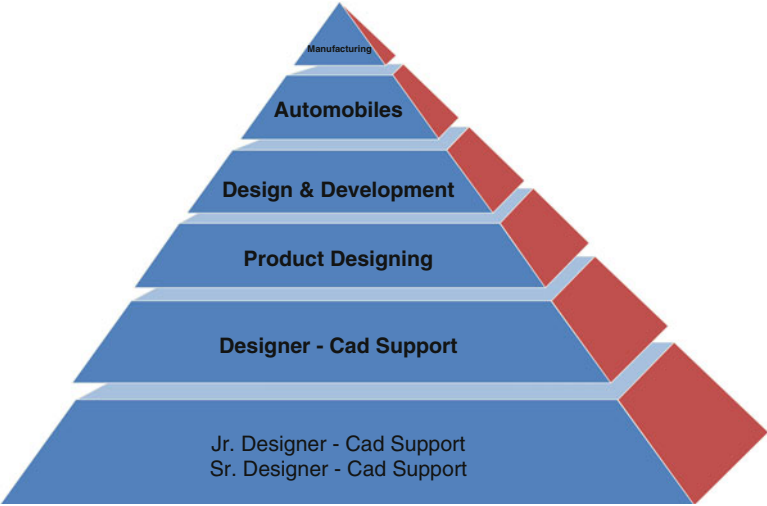 Manufacturing
Automobiles
Design & Development
Product Designing
Designer - Cad Support
Jr. Designer - Cad Support
Sr. Designer - Cad Support